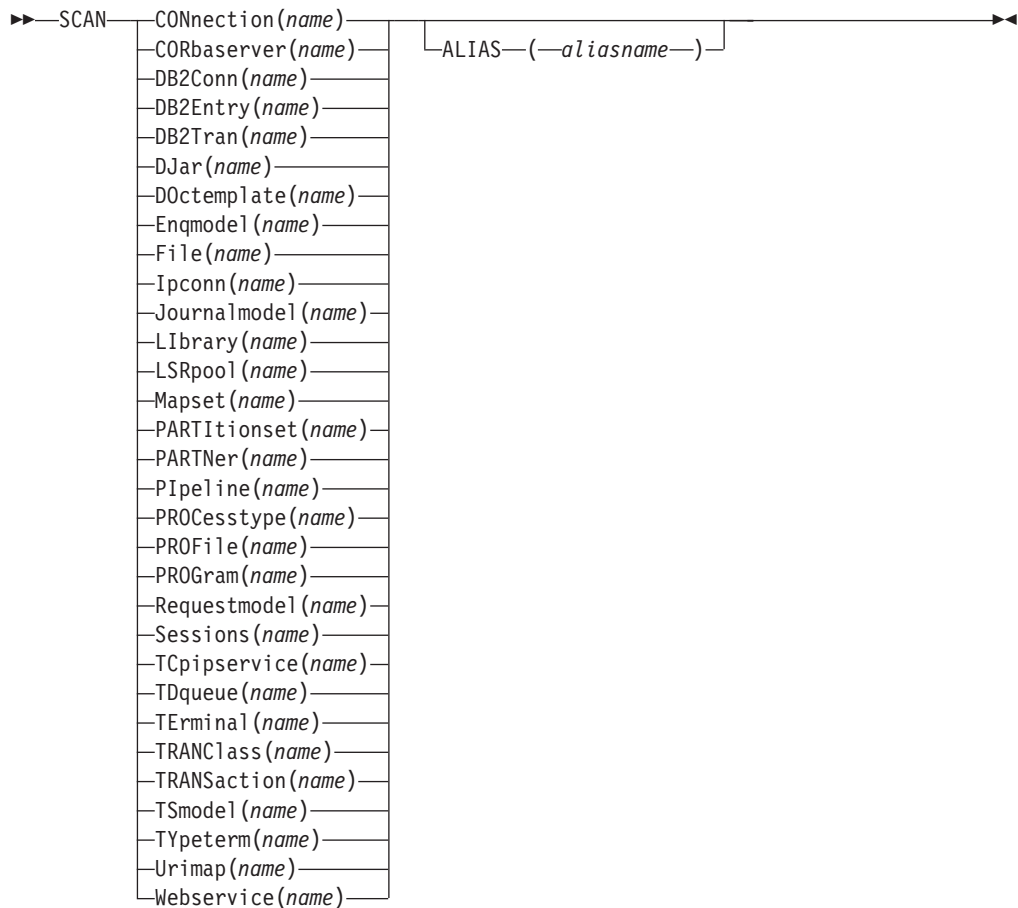 SCAN CONnection(name)
CORbaserver(name) ALIAS ( aliasname )
DB2Conn(name)
DB2Entry(name)
DB2Tran(name)
DJar(name)
DOctemplate(name)
Enqmodel(name)
File(name)
Ipconn(name)
Journalmodel(name)
LIbrary(name)
LSRpool(name)
Mapset(name)
PARTItionset(name)
PARTNer(name)
PIpeline(name)
PROCesstype(name)
PROFile(name)
PROGram(name)
Requestmodel(name)
Sessions(name)
TCpipservice(name)
TDqueue(name)
TErminal(name)
TRANClass(name)
TRANSaction(name)
TSmodel(name)
TYpeterm(name)
Urimap(name)
Webservice(name)